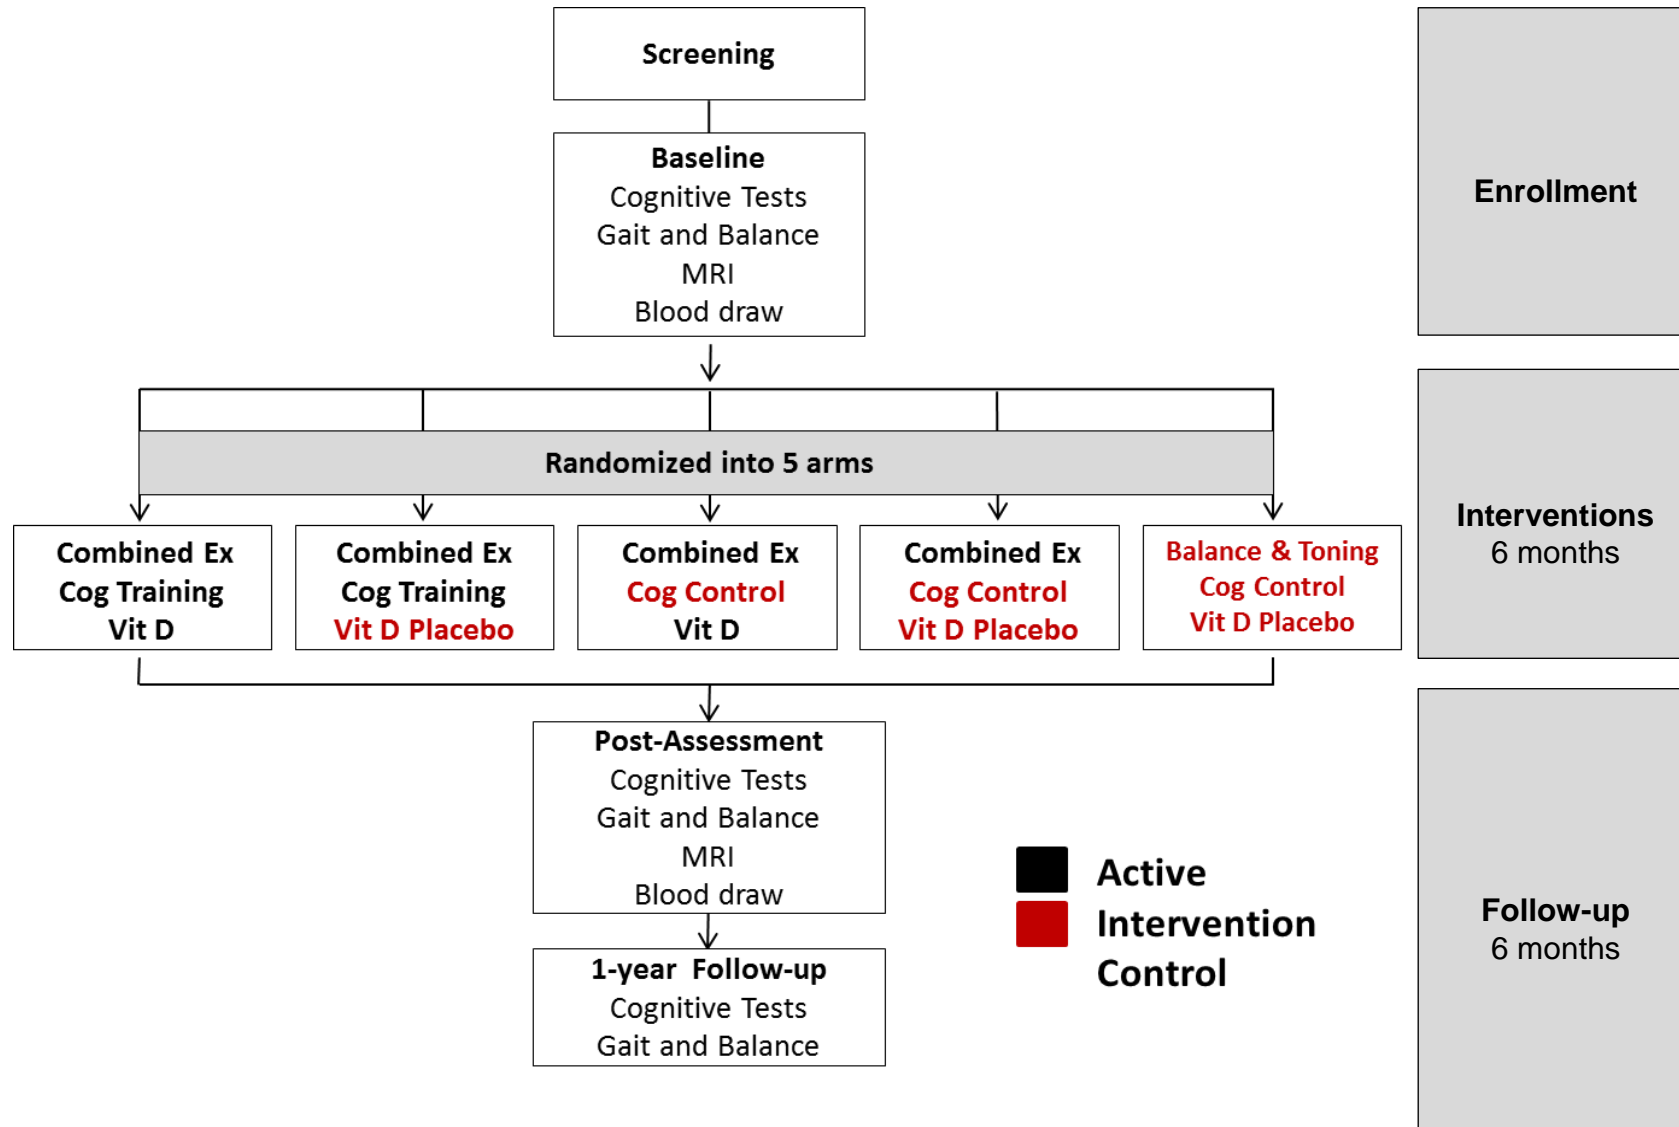 Screening
Baseline
Cognitive Tests
Gait and Balance
MRI
Blood draw
Enrollment
Randomized into 5 arms
Combined Ex
Cog Training
Vit D
Combined Ex
Cog Training
Vit D Placebo
Combined Ex
Cog Control
Vit D
Combined Ex
Cog Control
Vit D Placebo
Balance & Toning
Cog Control
Vit D Placebo
Interventions
6 months
Post-Assessment
Cognitive Tests
Gait and Balance
MRI
Blood draw
1-year Follow-up
Cognitive Tests
Gait and Balance
Active
Intervention
Control
Follow-up
6 months